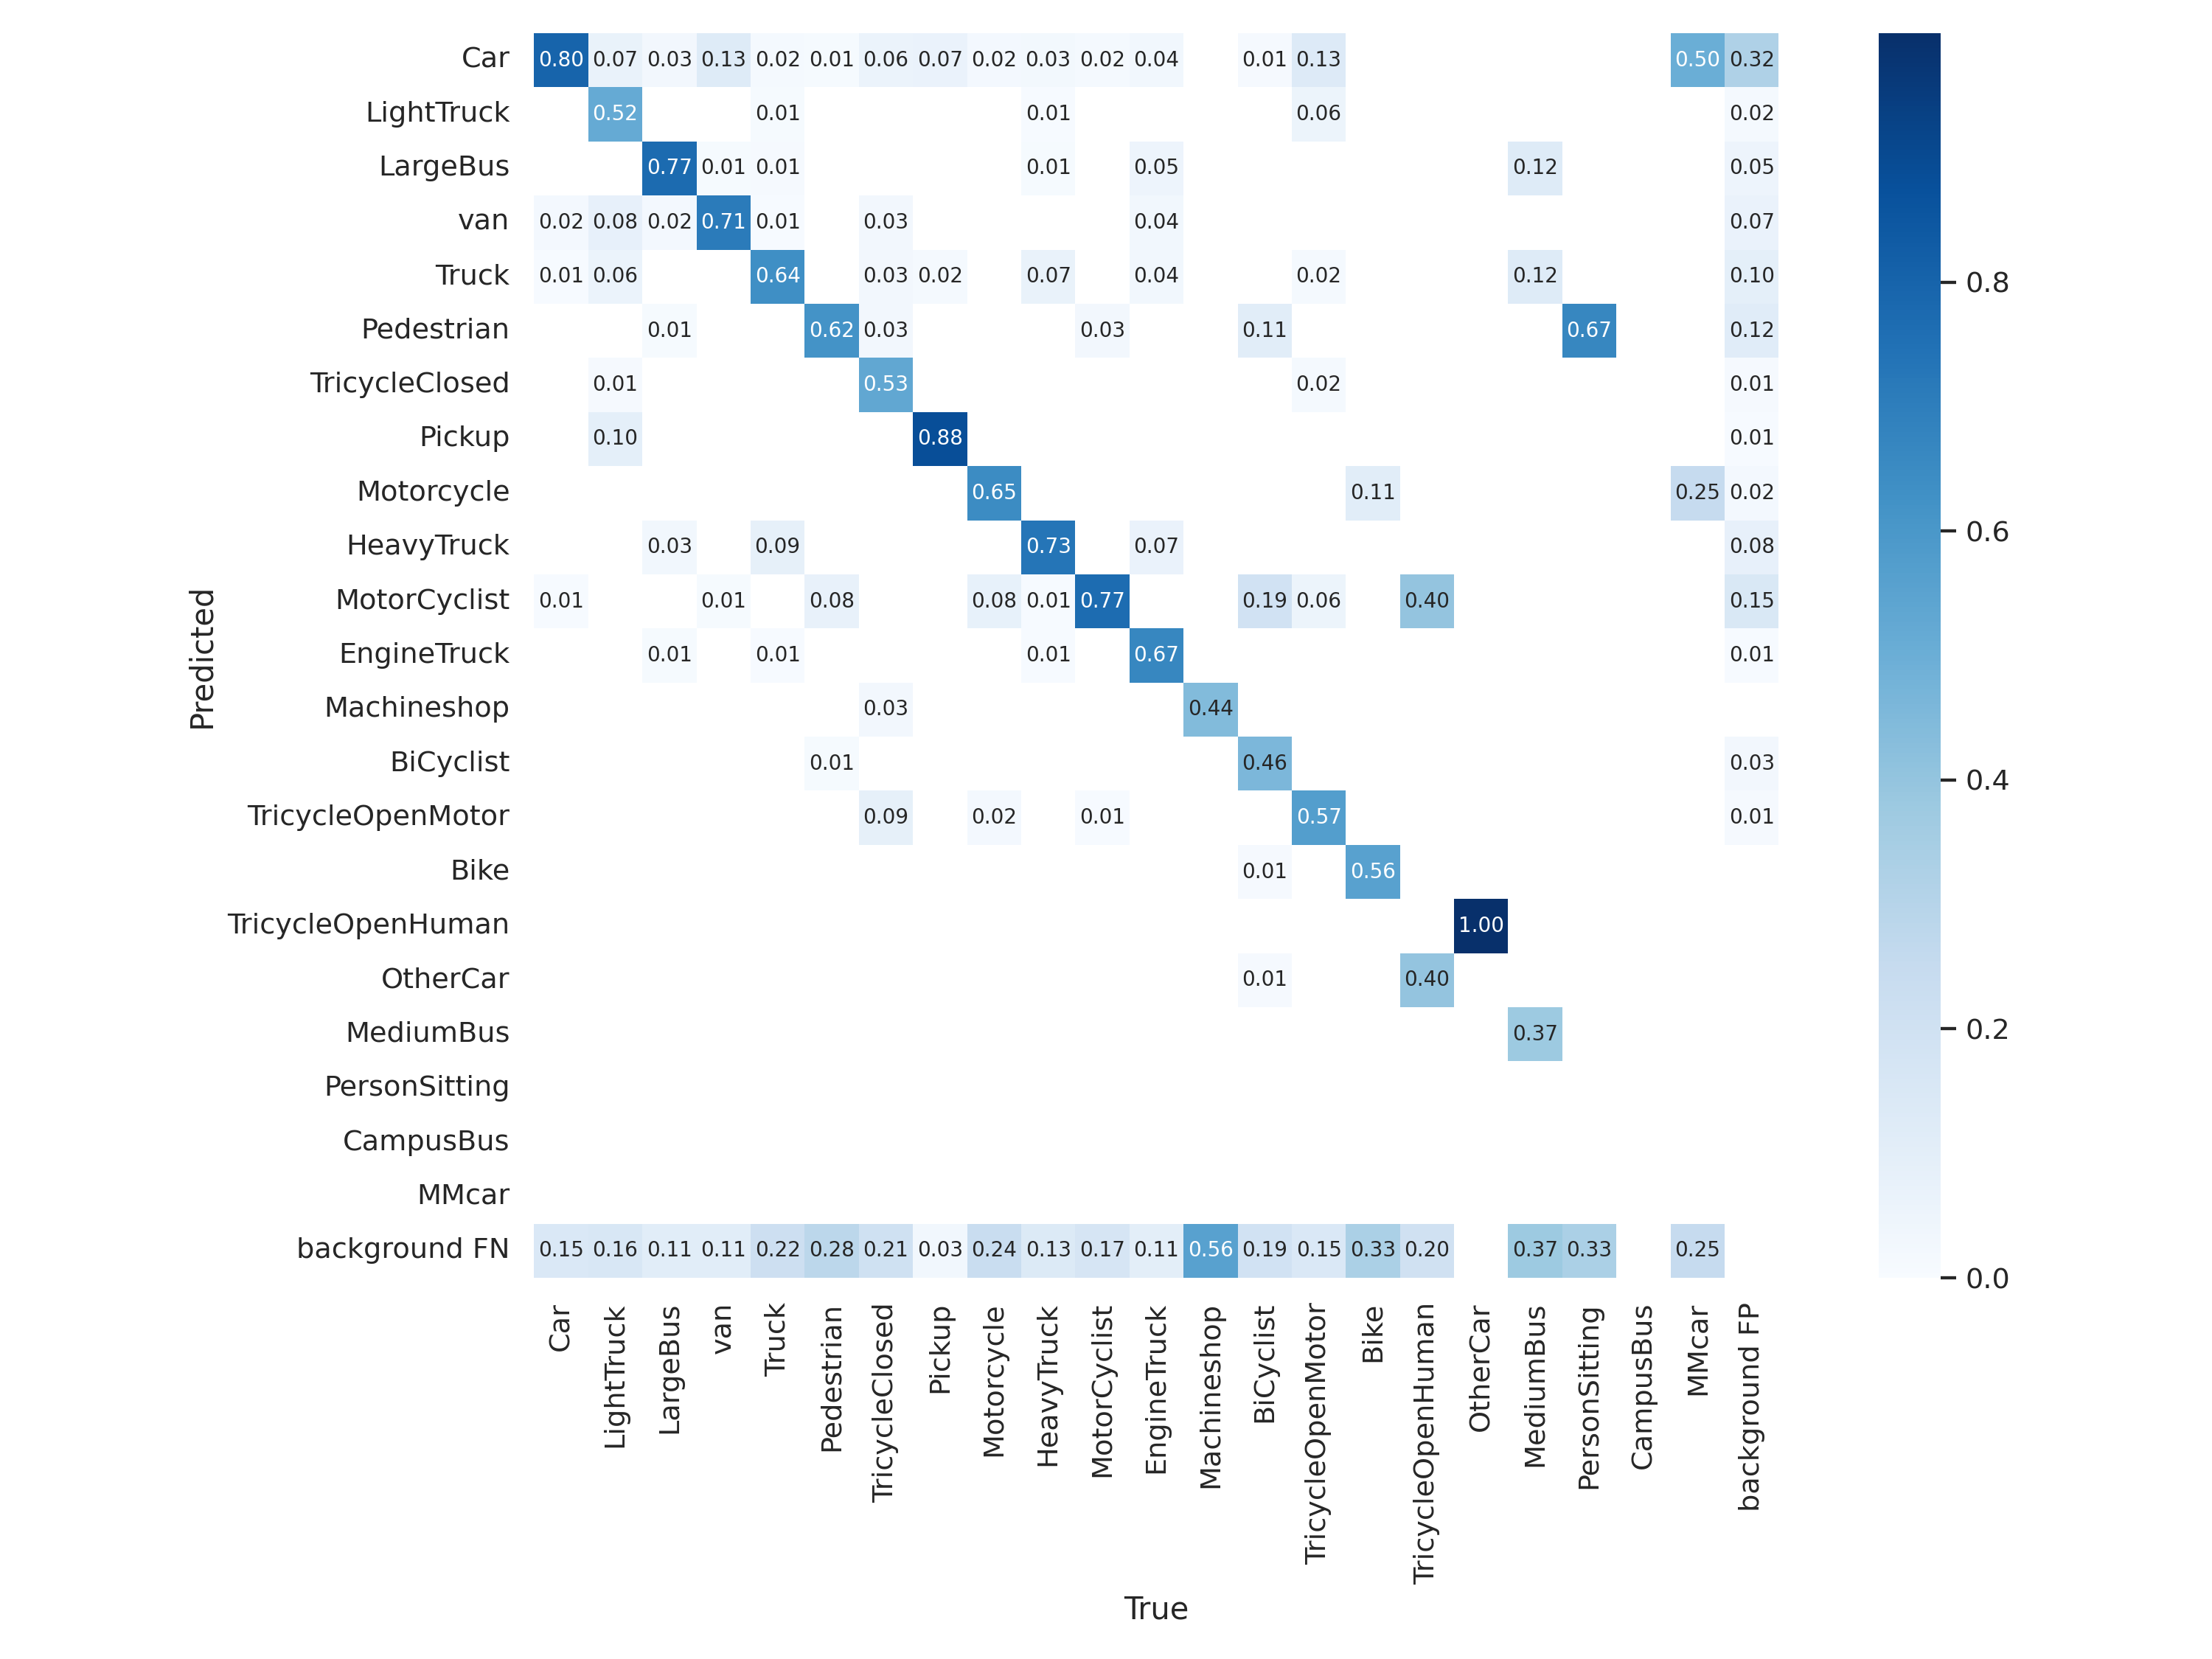 Car 0.80 0.07 0.03 0.13 0.02 0.01 0.06 0.07 0.02 0.03 0.02 0.04 0.01 0.13 0.50 0.32
LightTruck 0.52 0.01 0.01 0.06 0.02
LargeBus 0.77 0.01 0.01 0.01 0.05 0.12 0.05
van 0.02 0.08 0.02 0.71 0.01 0.03 0.04 0.07
Truck 0.01 0.06 0.64 0.03 0.02 0.07 0.04 0.02 0.12 0.10
Pedestrian 0.01 0.62 0.03 0.03 0.11 0.67 0.12
TricycleClosed 0.01 0.53 0.02 0.01
Pickup 0.10 0.88 0.01
Motorcycle 0.65 0.11 0.25 0.02
HeavyTruck 0.03 0.09 0.73 0.07 0.08
MotorCyclist 0.01 0.01 0.08 0.08 0.01 0.77 0.19 0.06 0.40 0.15
EngineTruck 0.01 0.01 0.01 0.67 0.01
Machineshop 0.03 0.44
BiCyclist 0.01 0.46 0.03
TricycleOpenMotor 0.09 0.02 0.01 0.57 0.01
Bike 0.01 0.56
TricycleOpenHuman 1.00
OtherCar 0.01 0.40
MediumBus 0.37
PersonSitting
CampusBus
MMcar
background FN 0.15 0.16 0.11 0.11 0.22 0.28 0.21 0.03 0.24 0.13 0.17 0.11 0.56 0.19 0.15 0.33 0.20 0.37 0.33 0.25
Predicted
Car
LightTruck
LargeBus
van
Truck
Pedestrian
TricycleClosed
Pickup
Motorcycle
HeavyTruck
MotorCyclist
EngineTruck
Machineshop
BiCyclist
TricycleOpenMotor
Bike
TricycleOpenHuman
OtherCar
MediumBus
PersonSitting
CampusBus
MMcar
background FP
True
0.8
0.6
0.4
0.2
0.0